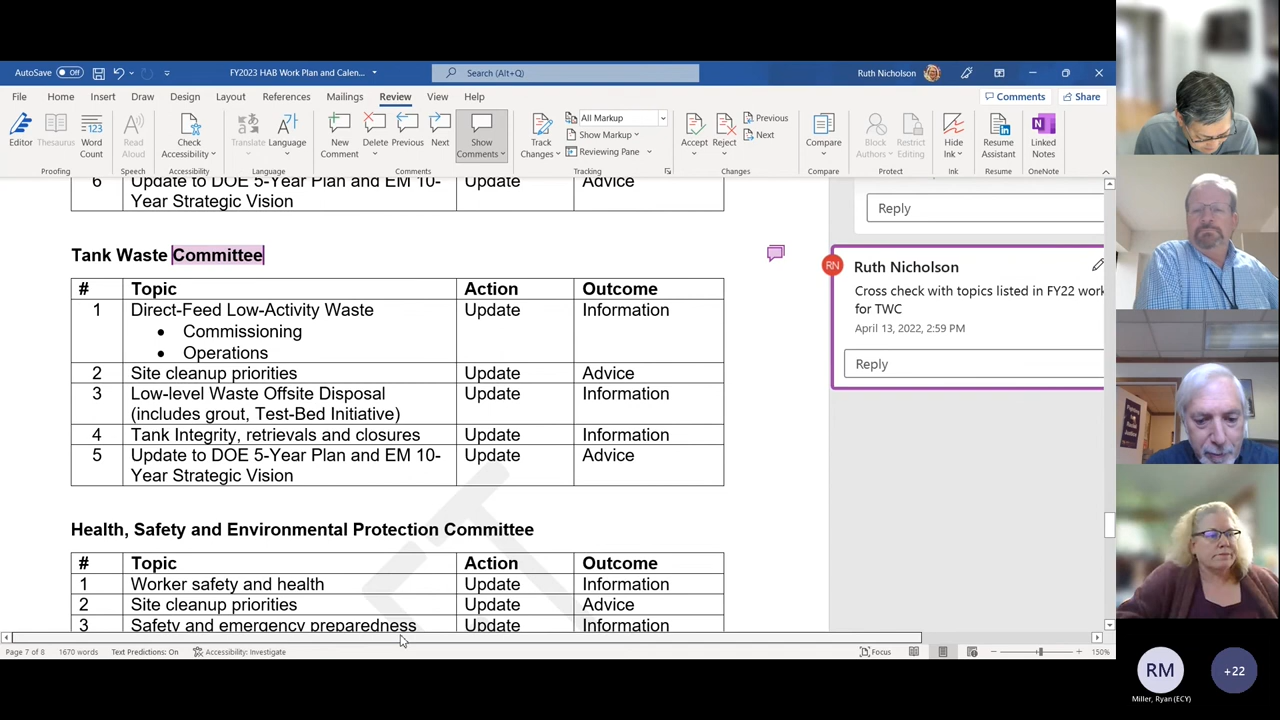 AutoSave Off FY2023 HAB Work Plan and Calen... Search (Alt+Q) Ruth Nicholson
File Home Insert Draw Design Layout References Mailings Review View Help Comments Share
Editor Thesaurus Word Count Read Aloud Check Accessibility Translate Language New Comment Delete Previous Next Show Comments Track Changes All Markup Show Markup Reviewing Pane Accept Reject Previous Next Compare Block Authors Restrict Editing Hide Ink Resume Assistant Linked Notes
Proofing Speech Accessibility Language Comments Tracking Changes Compare Protect Ink Resume OneNote
6 Update to DOE 5-Year Plan and EM 10- Update Advice
Year Strategic Vision
Reply
Tank Waste Committee
# Topic Action Outcome
1 Direct-Feed Low-Activity Waste Update Information
• Commissioning
• Operations
2 Site cleanup priorities Update Advice
3 Low-level Waste Offsite Disposal Update Information
(includes grout, Test-Bed Initiative)
4 Tank Integrity, retrievals and closures Update Information
5 Update to DOE 5-Year Plan and EM 10- Update Advice
Year Strategic Vision
RN Ruth Nicholson
Cross check with topics listed in FY22 work
for TWC
April 13, 2022, 2:59 PM
Reply
Health, Safety and Environmental Protection Committee
# Topic Action Outcome
1 Worker safety and health Update Information
2 Site cleanup priorities Update Advice
3 Safety and emergency preparedness Update Information
Page 7 of 8 1670 words Text Predictions: On Accessibility: Investigate Focus 150%
RM +22
Miller, Ryan (ECY)